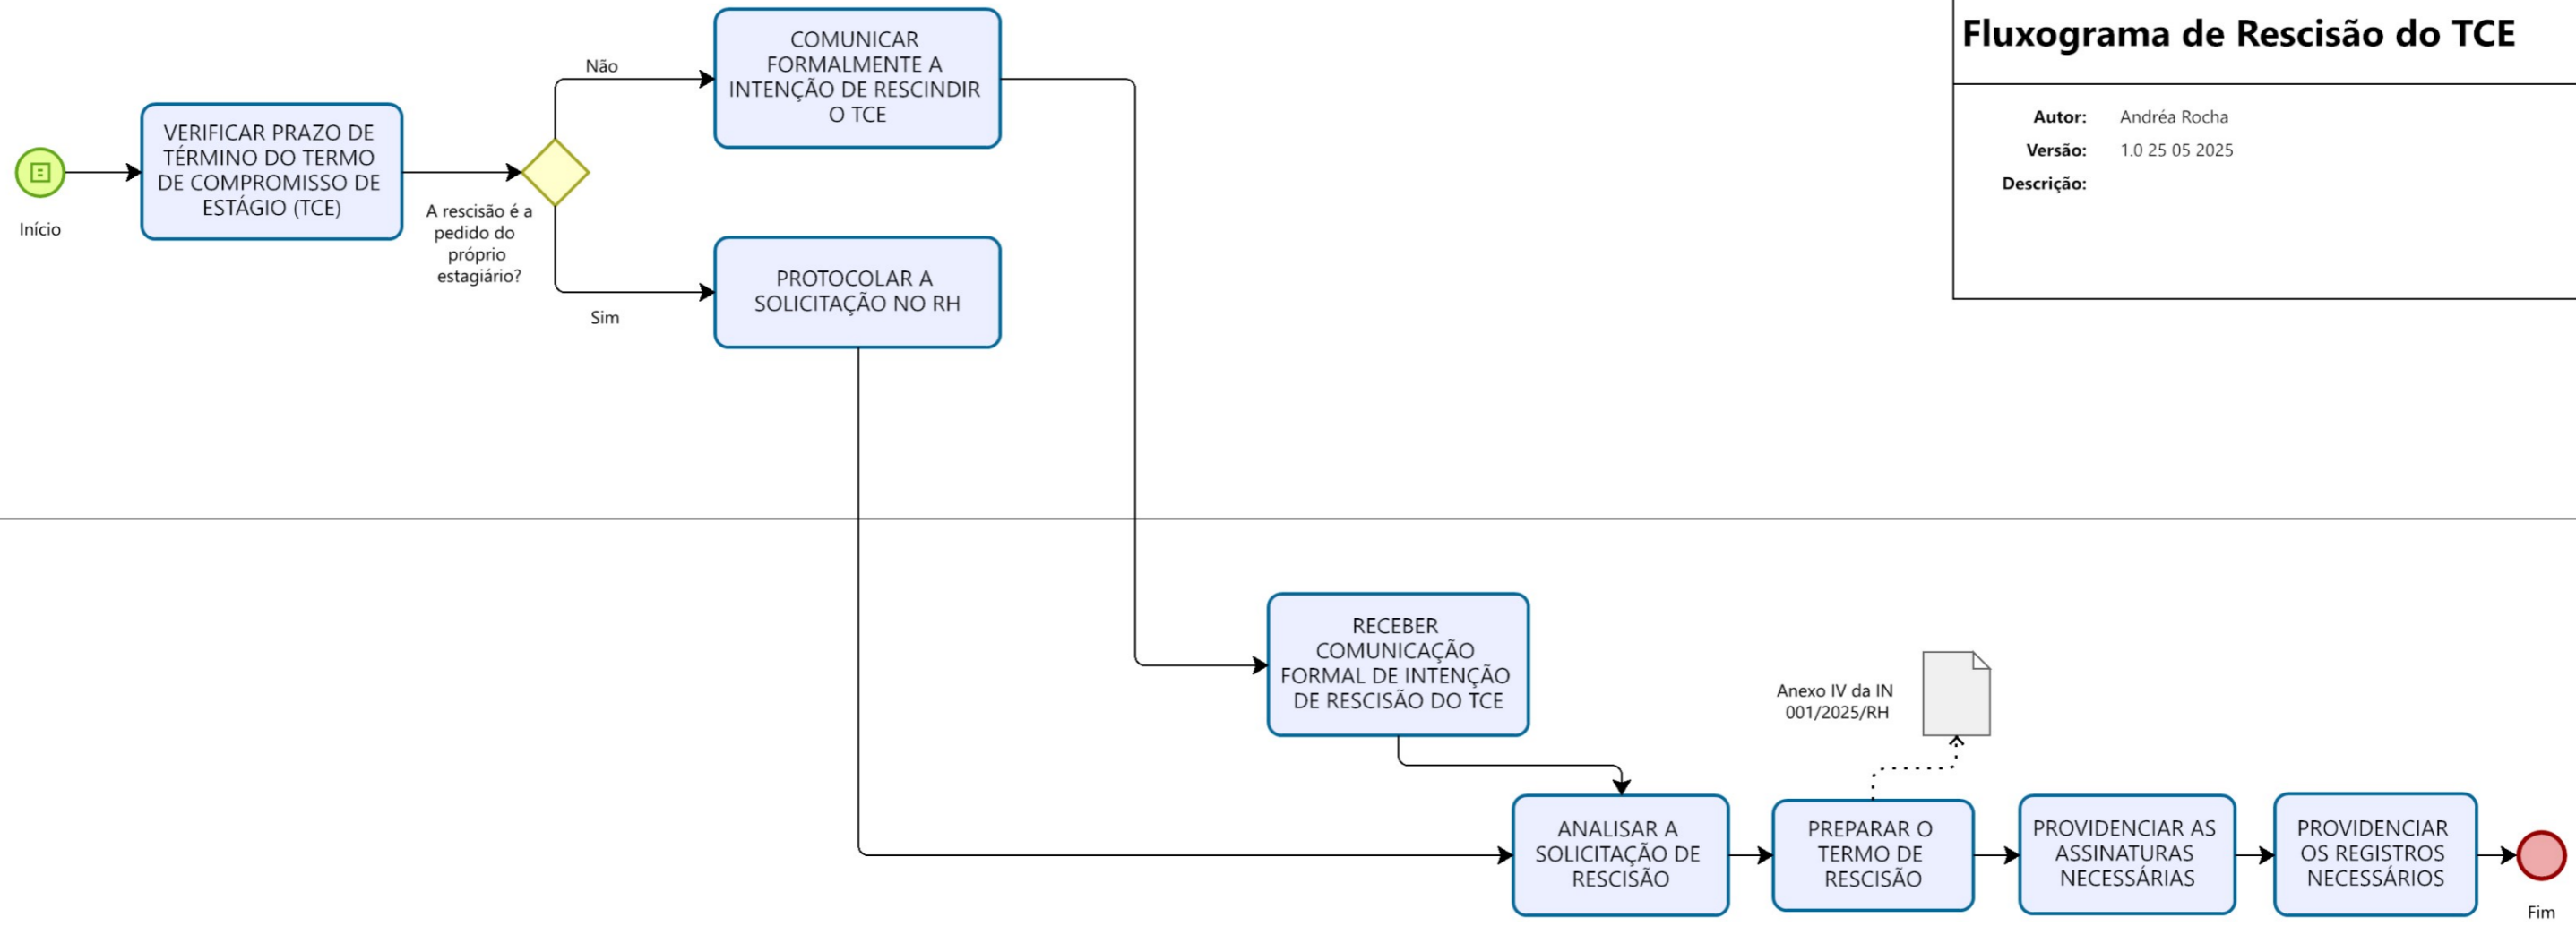 Fluxograma de Rescisão do TCE
Autor: Andréa Rocha
Versão: 1.0 25 05 2025
Descrição:
Início
VERIFICAR PRAZO DE
TÉRMINO DO TERMO
DE COMPROMISSO DE
ESTÁGIO (TCE)
A rescisão é a
pedido do
próprio
estagiário?
Não
COMUNICAR
FORMALMENTE A
INTENÇÃO DE RESCINDIR
O TCE
Sim
PROTOCOLAR A
SOLICITAÇÃO NO RH
RECEBER
COMUNICAÇÃO
FORMAL DE INTENÇÃO
DE RESCISÃO DO TCE
ANALISAR A
SOLICITAÇÃO DE
RESCISÃO
Anexo IV da IN
001/2025/RH
PREPARAR O
TERMO DE
RESCISÃO
PROVIDENCIAR AS
ASSINATURAS
NECESSÁRIAS
PROVIDENCIAR
OS REGISTROS
NECESSÁRIOS
Fim